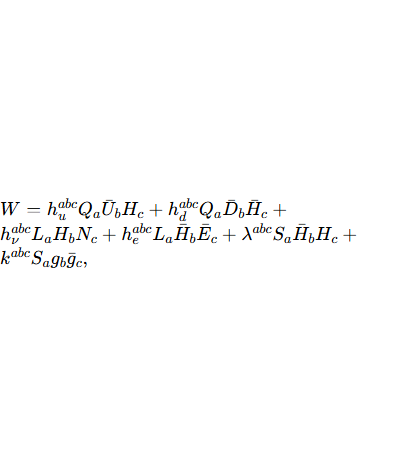 $W = h_u^{abc} Q_a \bar{U}_b H_c + h_d^{abc} Q_a \bar{D}_b \bar{H}_c +$
$h_\nu^{abc} L_a H_b N_c + h_e^{abc} L_a \bar{H}_b \bar{E}_c + \lambda^{abc} S_a \bar{H}_b H_c +$
$k^{abc} S_a g_b \bar{g}_c,$